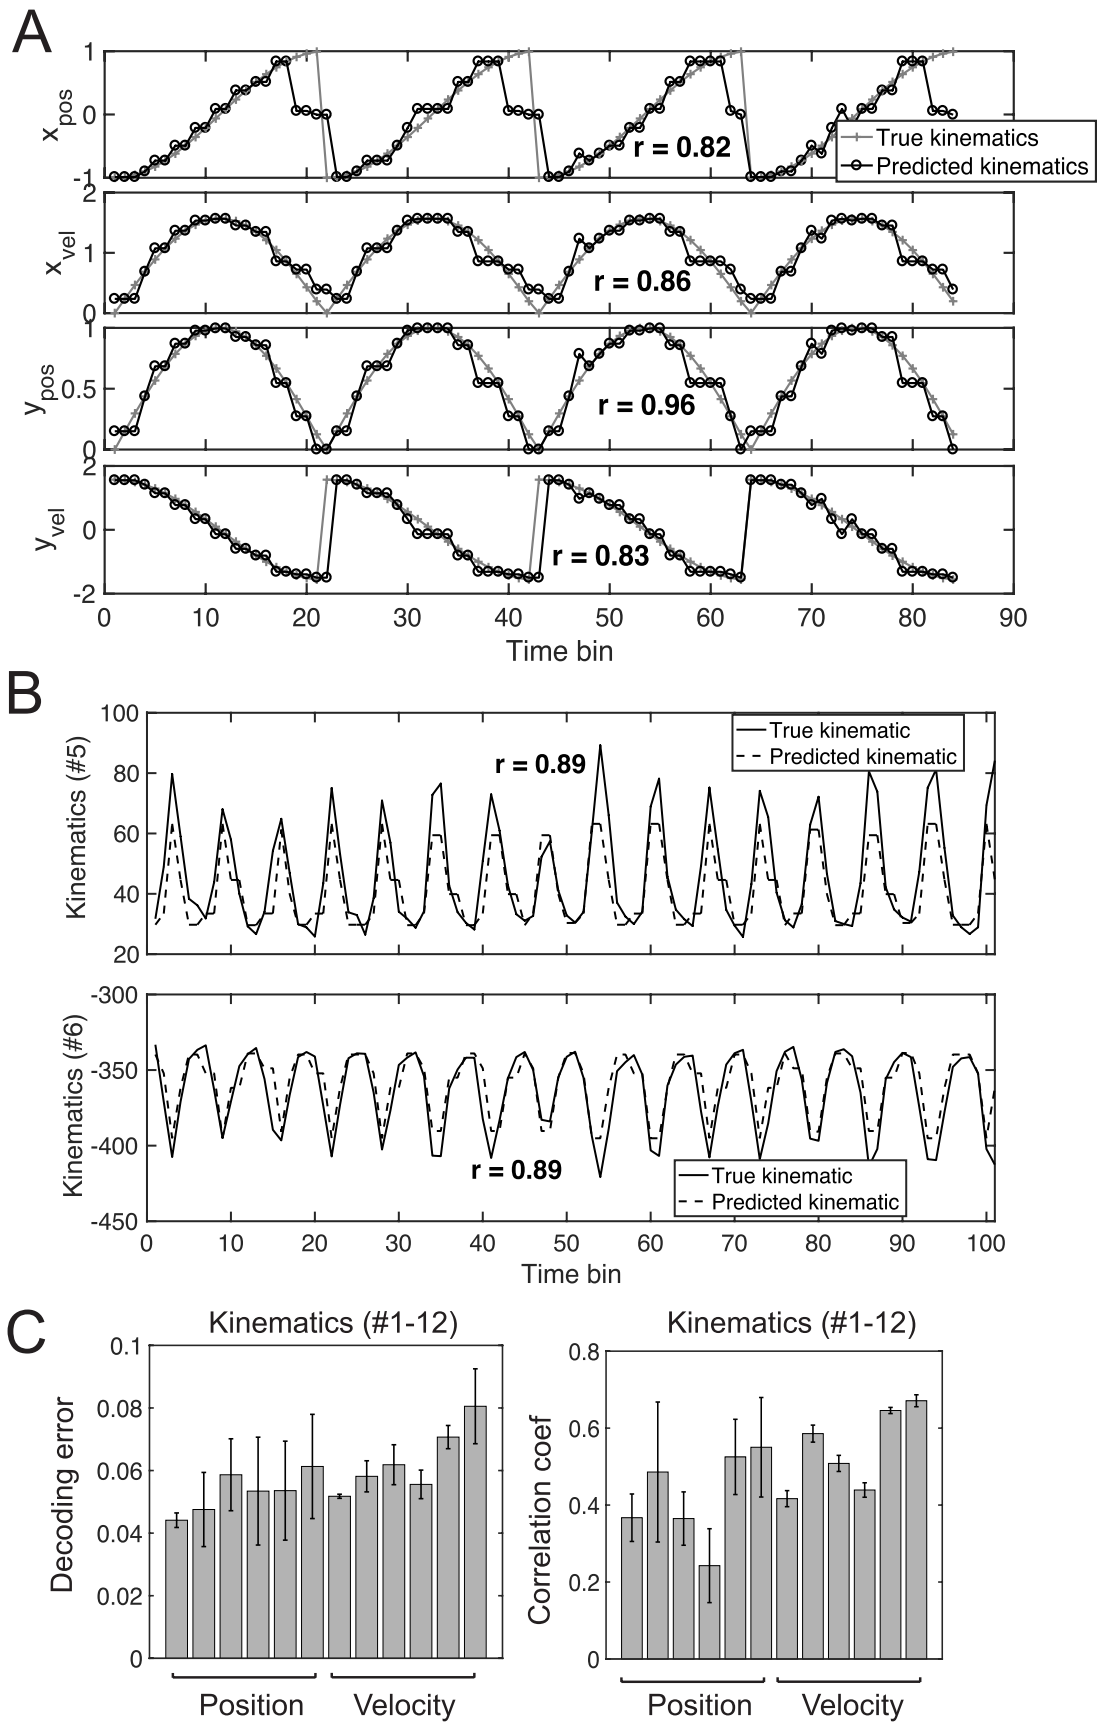 A
1
0
-1
x pos
r = 0.82
True kinematics
Predicted kinematics
2
1
0
x vel
r = 0.86
1
0.5
0
y pos
r = 0.96
2
0
-2
y vel
r = 0.83
0 10 20 30 40 50 60 70 80 90
Time bin
B
100
80
60
40
20
Kinematics (#5)
r = 0.89
True kinematic
Predicted kinematic
-300
-350
-400
-450
Kinematics (#6)
r = 0.89
True kinematic
Predicted kinematic
0 10 20 30 40 50 60 70 80 90 100
Time bin
C
Kinematics (#1-12)
0.1
0.08
0.06
0.04
0.02
0
Decoding error
Position Velocity
Kinematics (#1-12)
0.8
0.6
0.4
0.2
0
Correlation coef
Position Velocity